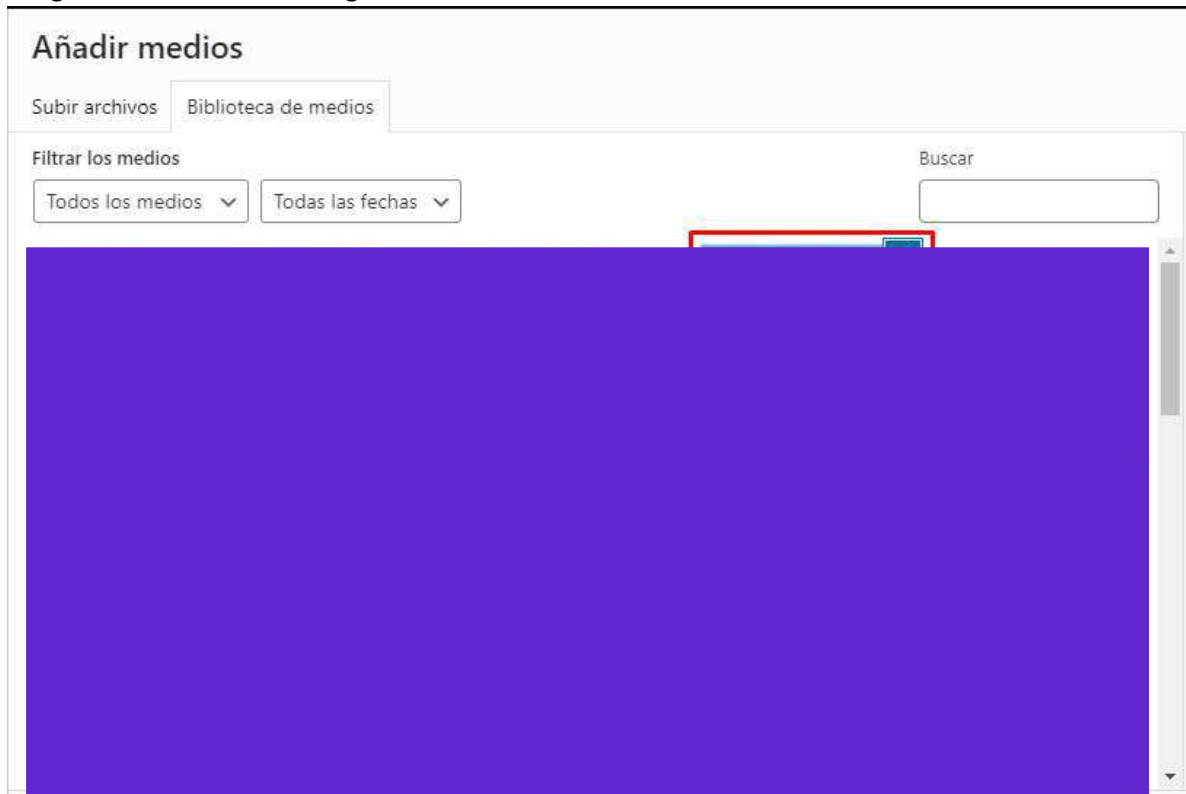 Añadir medios
Subir archivos Biblioteca de medios
Filtrar los medios Buscar
Todos los medios Todas las fechas